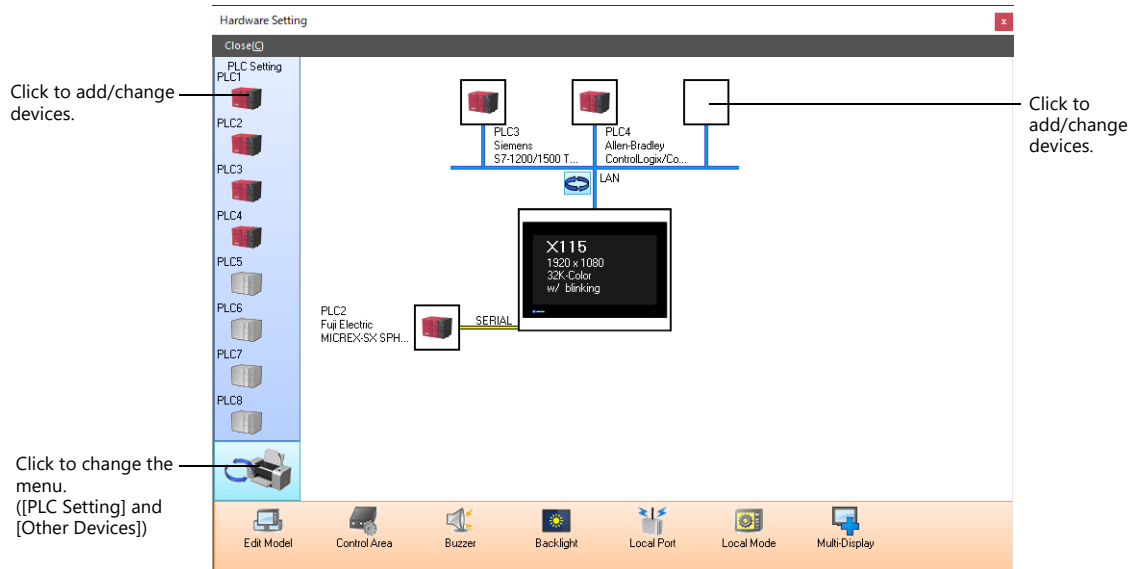 Hardware Setting
x
Close(C)
PLC Setting
PLC1
PLC2
PLC3
PLC4
PLC5
PLC6
PLC7
PLC8
Click to add/change
devices.
Click to change the
menu.
([PLC Setting] and
[Other Devices])
PLC3
Siemens
S7-1200/1500 T...
PLC4
Allen-Bradley
ControlLogix/Co...
LAN
Click to
add/change
devices.
X115
1920 x 1080
32K-Color
w/ blinking
PLC2
Fuji Electric
MICREX-SX SPH...
SERIAL
Edit Model
Control Area
Buzzer
Backlight
Local Port
Local Mode
Multi-Display